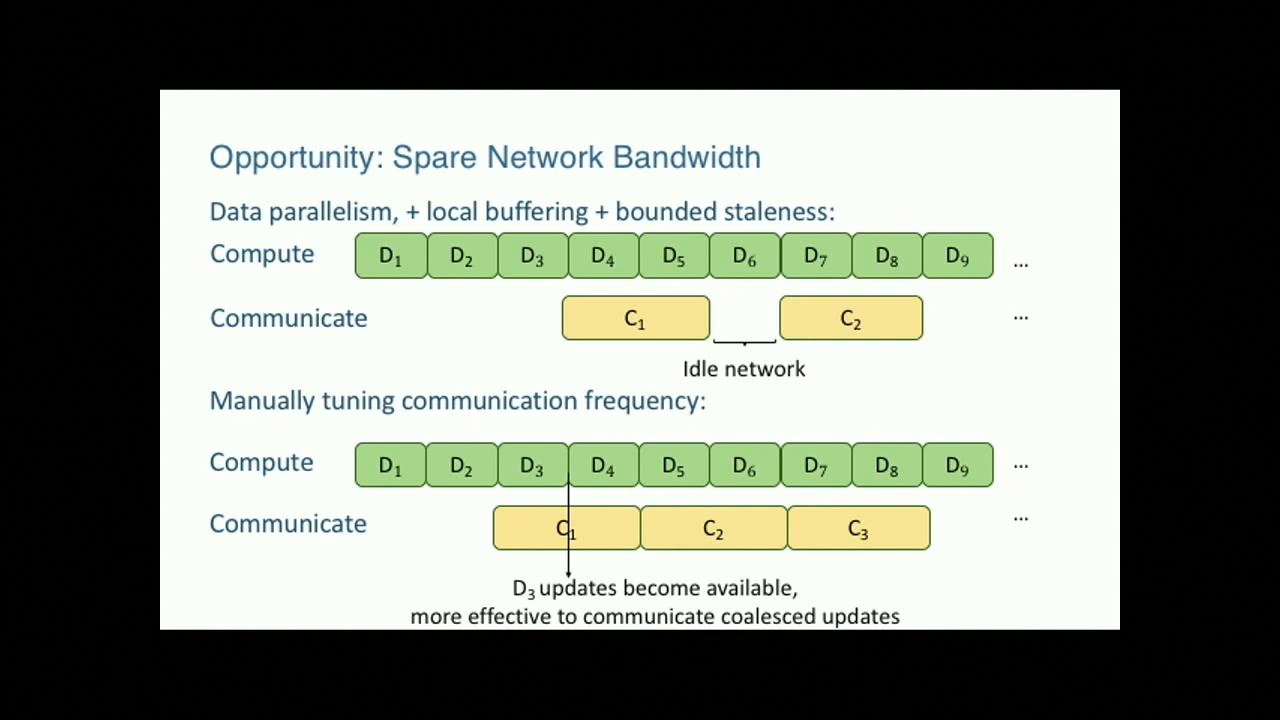 Opportunity: Spare Network Bandwidth
Data parallelism, + local buffering + bounded staleness:
Compute D₁ D₂ D₃ D₄ D₅ D₆ D₇ D₈ D₉ ...
Communicate C₁ C₂ ...
Idle network
Manually tuning communication frequency:
Compute D₁ D₂ D₃ D₄ D₅ D₆ D₇ D₈ D₉ ...
Communicate C₁ C₂ C₃ ...
D₃ updates become available,
more effective to communicate coalesced updates